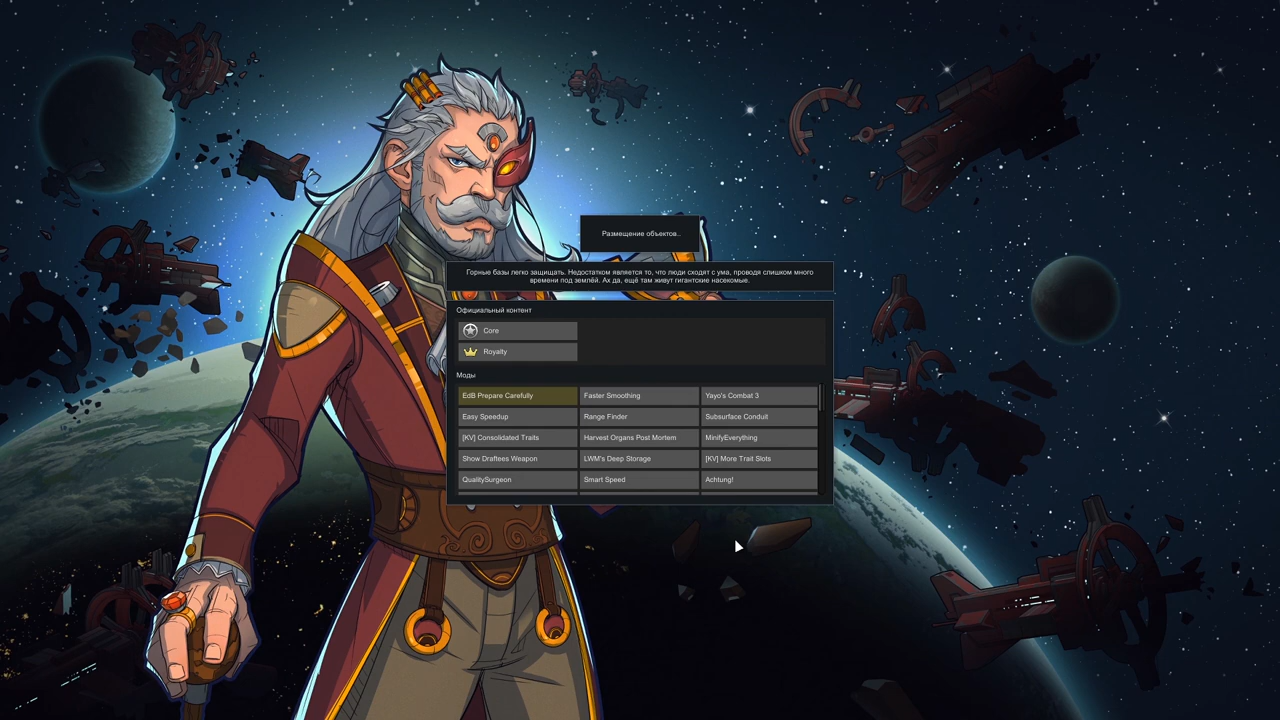 Размещение объектов..
Горные базы легко защищать. Недостатком является то, что люди сходят с ума, проводя слишком много
времени под землёй. Ах да, ещё там живут гигантские насекомые.
Официальный контент
Core
Royalty
Моды
EdB Prepare Carefully
Faster Smoothing
Yayo's Combat 3
Easy Speedup
Range Finder
Subsurface Conduit
[KV] Consolidated Traits
Harvest Organs Post Mortem
MinifyEverything
Show Draftees Weapon
LWM's Deep Storage
[KV] More Trait Slots
QualitySurgeon
Smart Speed
Achtung!